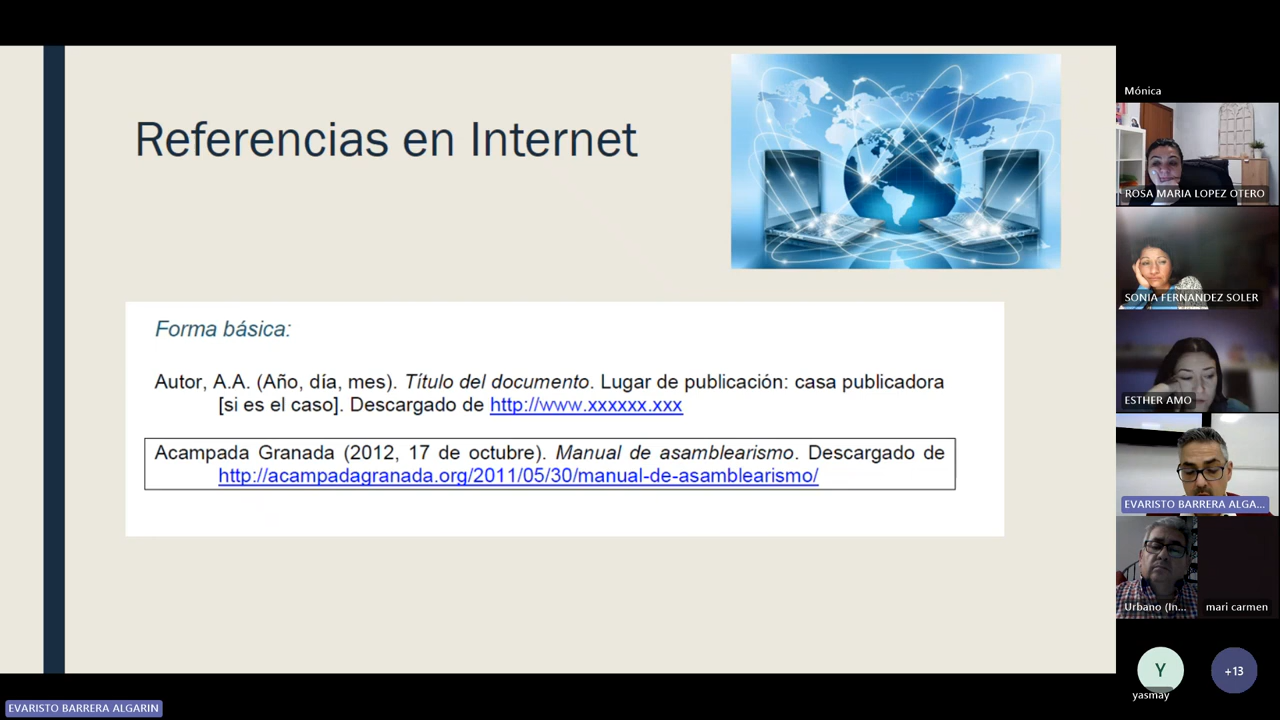 Referencias en Internet
Forma básica:
Autor, A.A. (Año, día, mes). Título del documento. Lugar de publicación: casa publicadora
[si es el caso]. Descargado de http://www.xxxxxx.xxx
Acampada Granada (2012, 17 de octubre). Manual de asamblearismo. Descargado de
http://acampadagranada.org/2011/05/30/manual-de-asamblearismo/
Mónica
ROSA MARIA LOPEZ OTERO
SONIA FERNANDEZ SOLER
ESTHER AMO
EVARISTO BARRERA ALGA...
Urbano (In...
mari carmen
Y
+13
yasmay
EVARISTO BARRERA ALGARIN